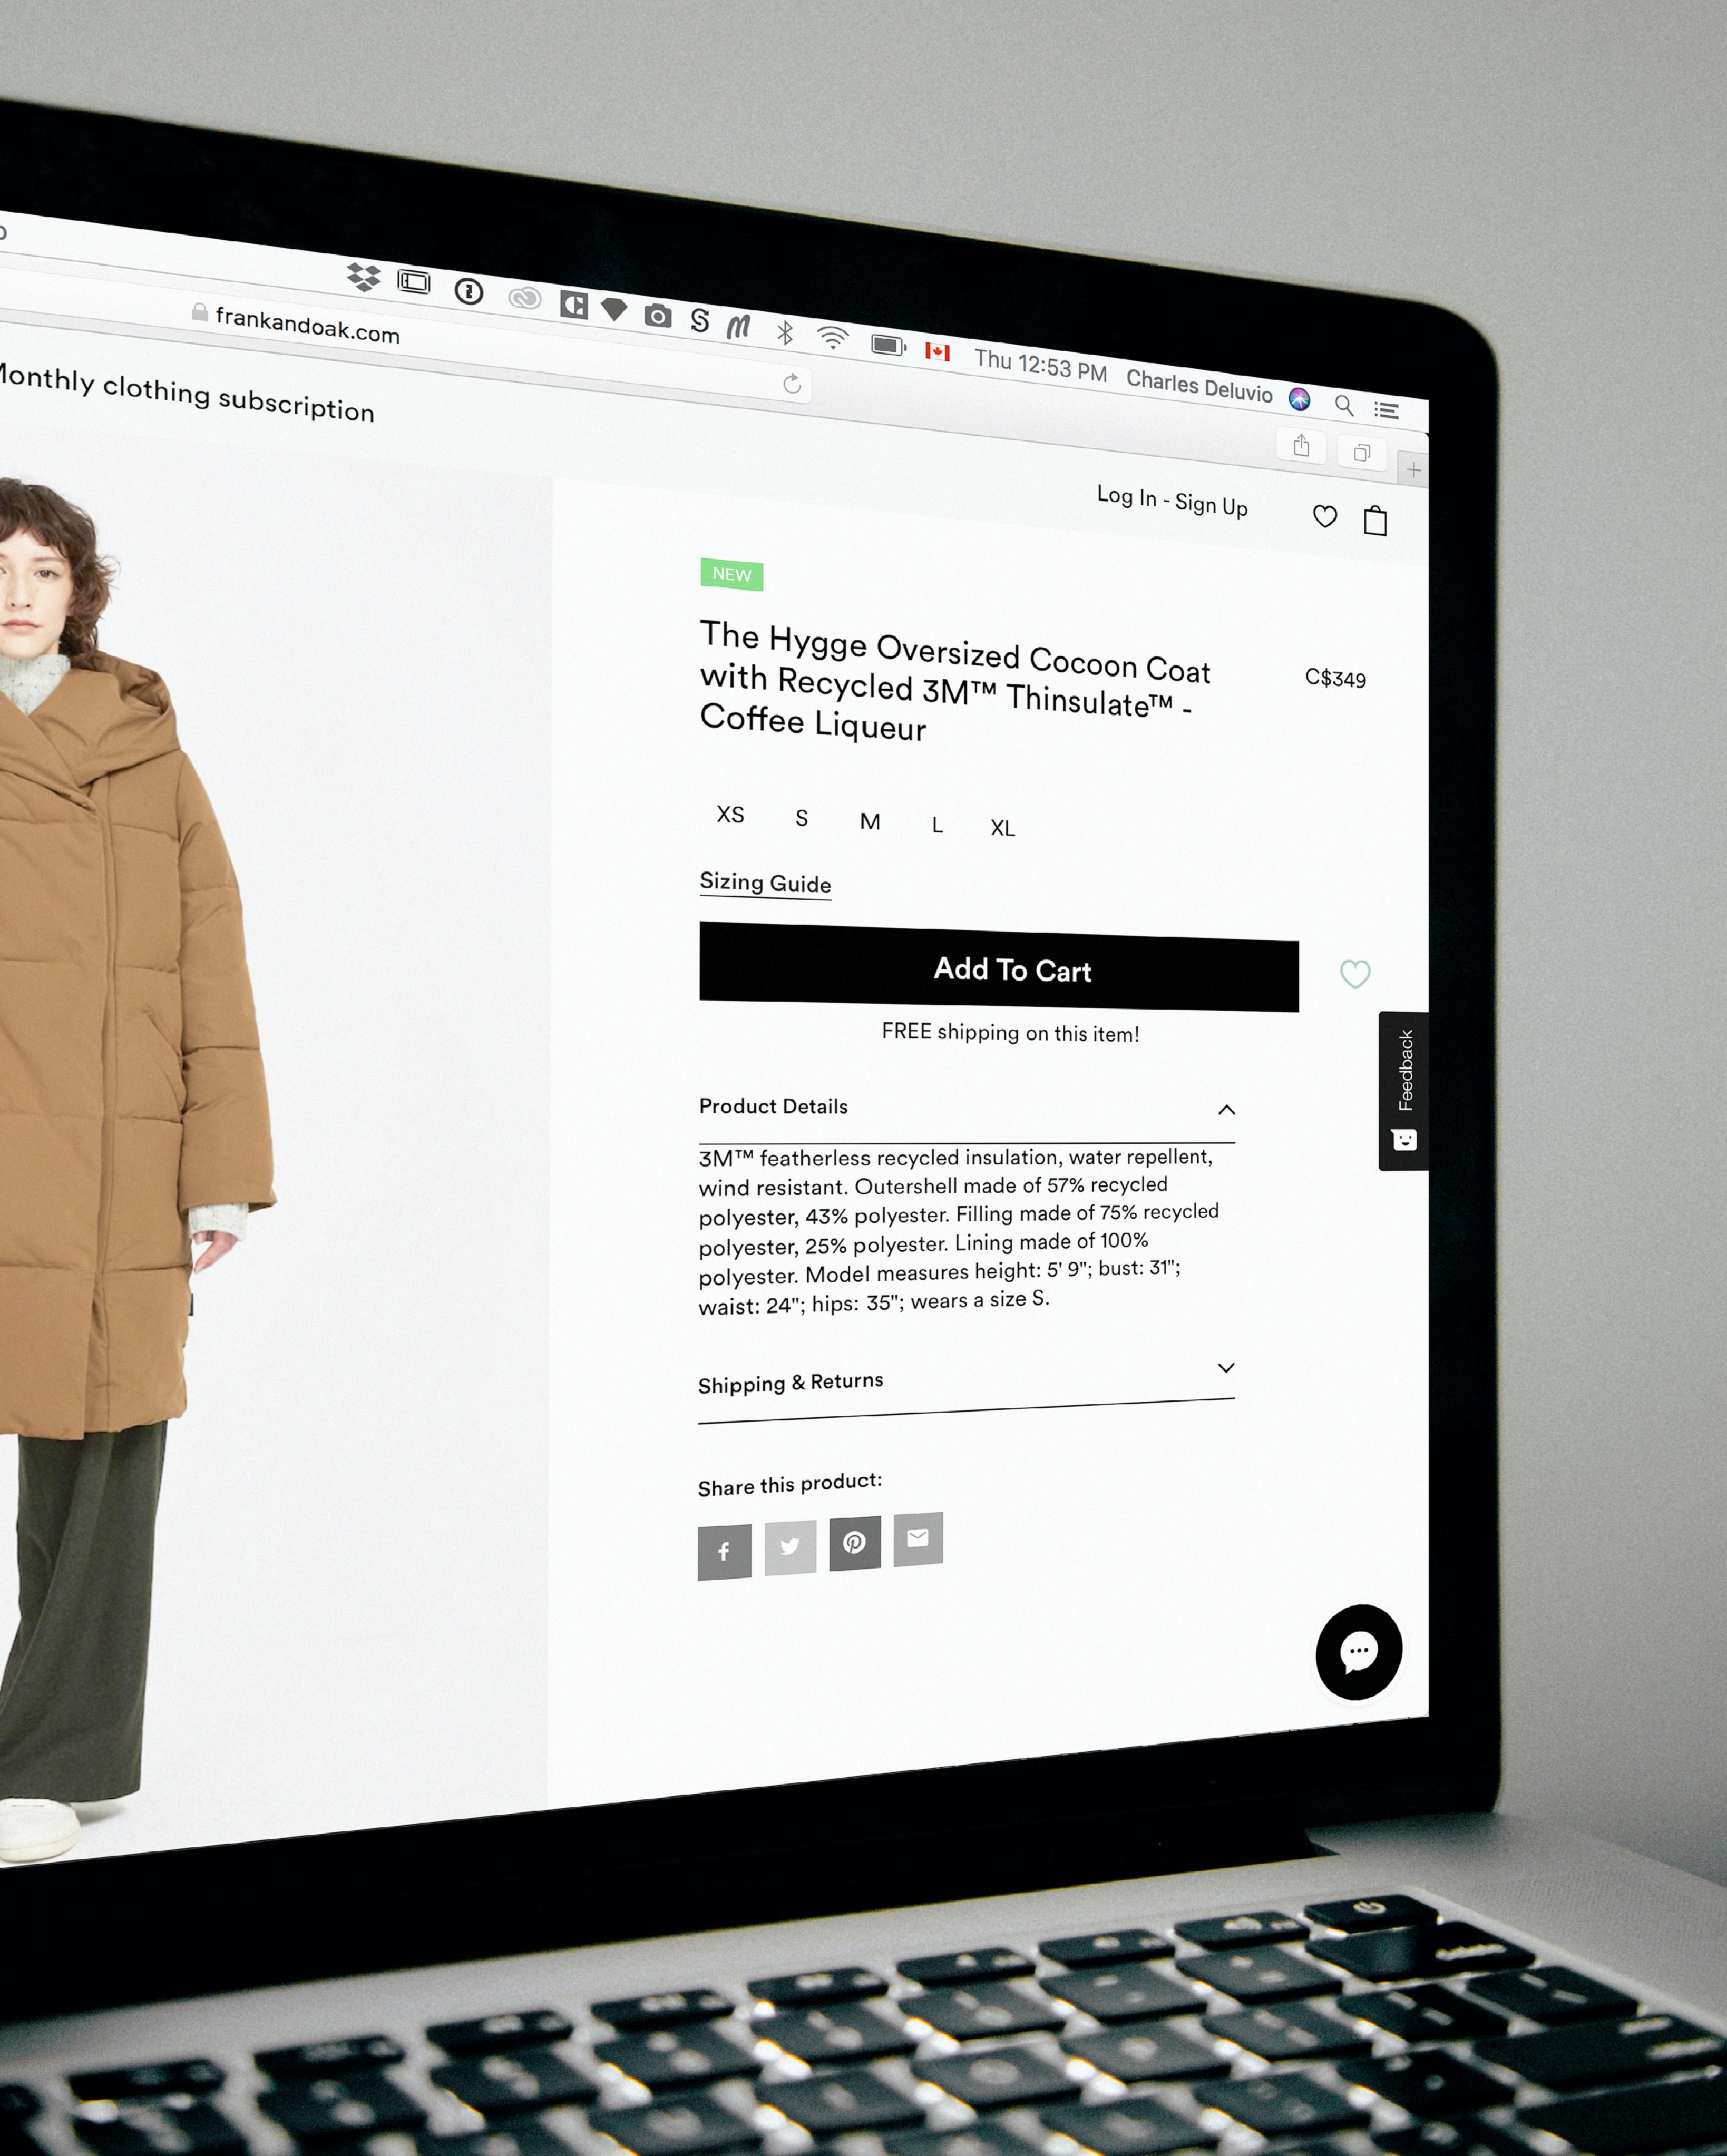 frankandoak.com
Thu 12:53 PM Charles Deluvio
Monthly clothing subscription
Log In - Sign Up
NEW
The Hygge Oversized Cocoon Coat
with Recycled 3M™ Thinsulate™ -
Coffee Liqueur
C$349
XS S M L XL
Sizing Guide
Add To Cart
FREE shipping on this item!
Feedback
Product Details
3M™ featherless recycled insulation, water repellent,
wind resistant. Outershell made of 57% recycled
polyester, 43% polyester. Filling made of 75% recycled
polyester, 25% polyester. Lining made of 100%
polyester. Model measures height: 5' 9"; bust: 31";
waist: 24"; hips: 35"; wears a size S.
Shipping & Returns
Share this product: